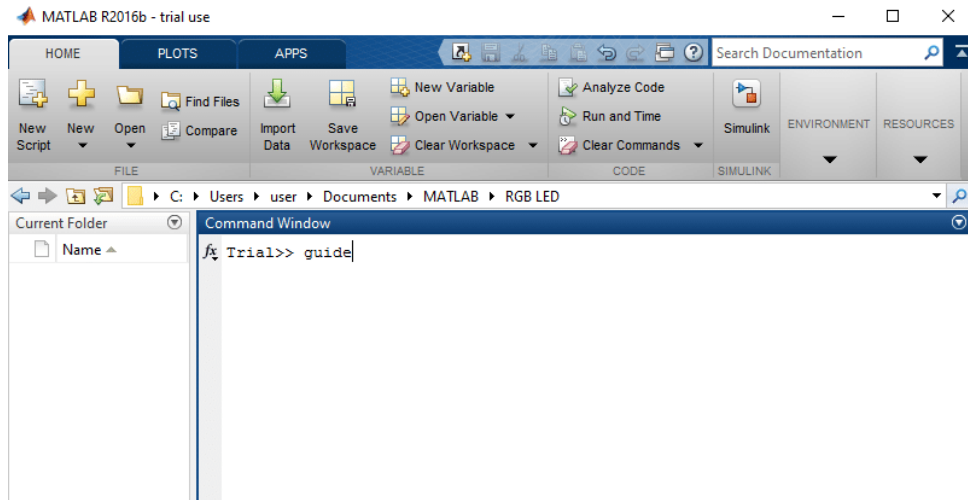 MATLAB R2016b - trial use
HOME PLOTS APPS Search Documentation
New Script New Open Find Files Compare Import Data Save Workspace New Variable Open Variable Clear Workspace Analyze Code Run and Time Clear Commands Simulink ENVIRONMENT RESOURCES
FILE VARIABLE CODE SIMULINK
C: Users user Documents MATLAB RGB LED
Current Folder Command Window
Name fx Trial>> guide